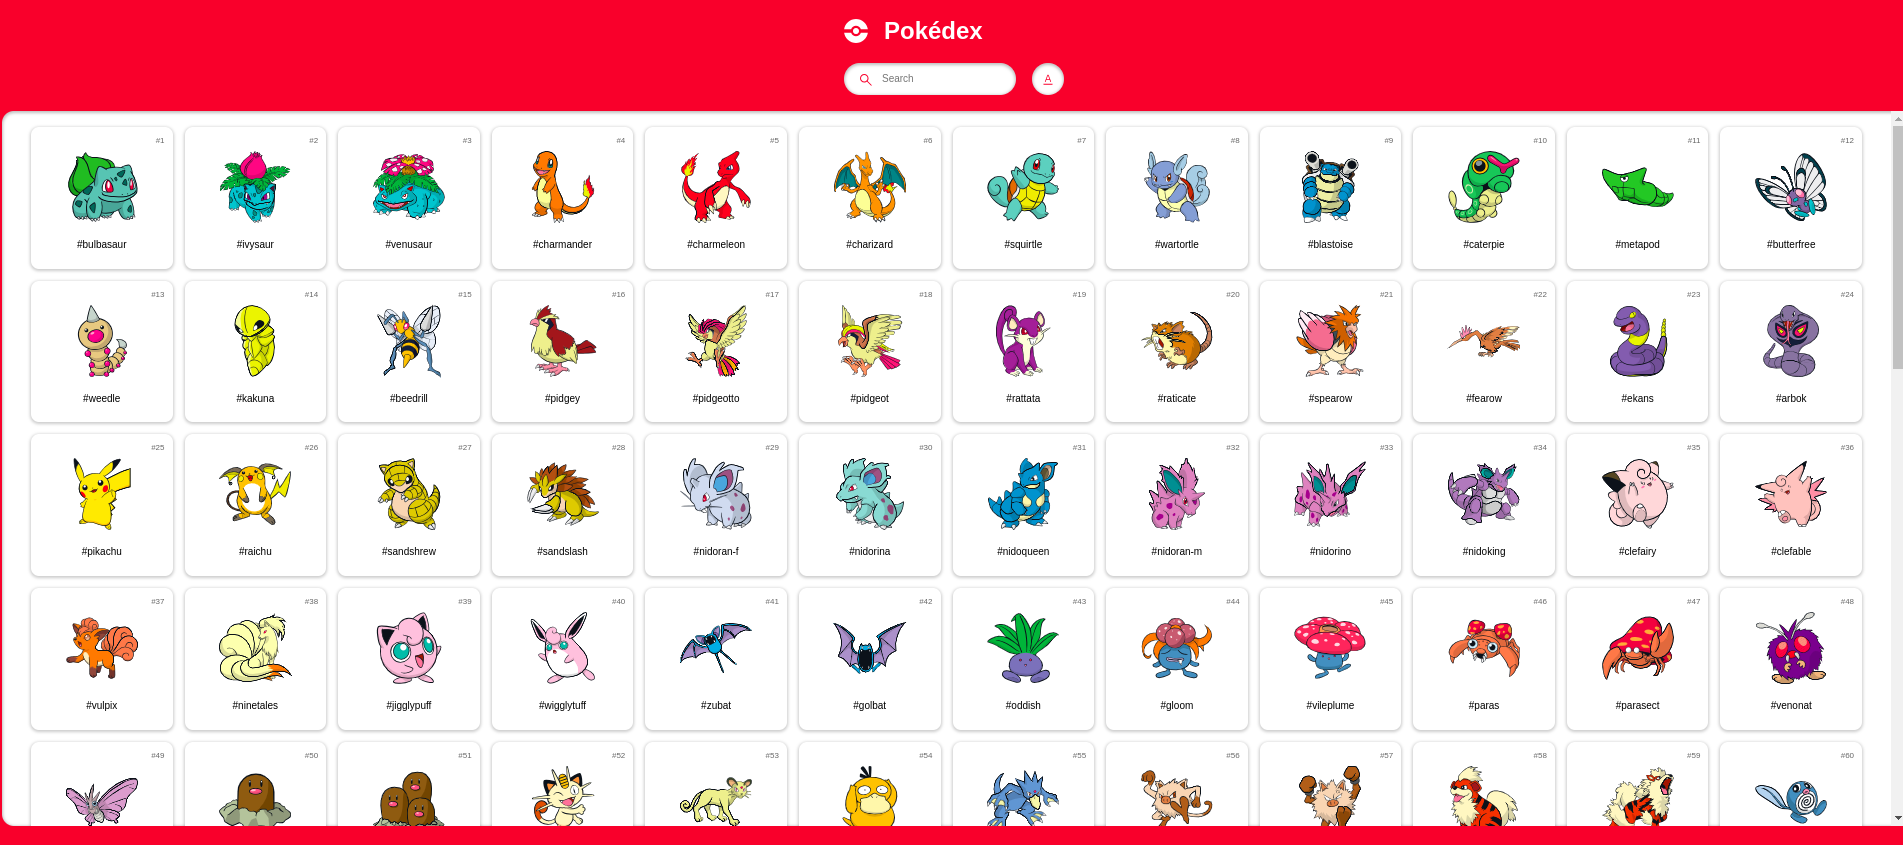 Pokédex
Search
A
#1 #2 #3 #4 #5 #6 #7 #8 #9 #10 #11 #12
#bulbasaur #ivysaur #venusaur #charmander #charmeleon #charizard #squirtle #wartortle #blastoise #caterpie #metapod #butterfree
#13 #14 #15 #16 #17 #18 #19 #20 #21 #22 #23 #24
#weedle #kakuna #beedrill #pidgey #pidgeotto #pidgeot #rattata #raticate #spearow #fearow #ekans #arbok
#25 #26 #27 #28 #29 #30 #31 #32 #33 #34 #35 #36
#pikachu #raichu #sandshrew #sandslash #nidoran-f #nidorina #nidoqueen #nidoran-m #nidorino #nidoking #clefairy #clefable
#37 #38 #39 #40 #41 #42 #43 #44 #45 #46 #47 #48
#vulpix #ninetales #jigglypuff #wigglytuff #zubat #golbat #oddish #gloom #vileplume #paras #parasect #venonat
#49 #50 #51 #52 #53 #54 #55 #56 #57 #58 #59 #60